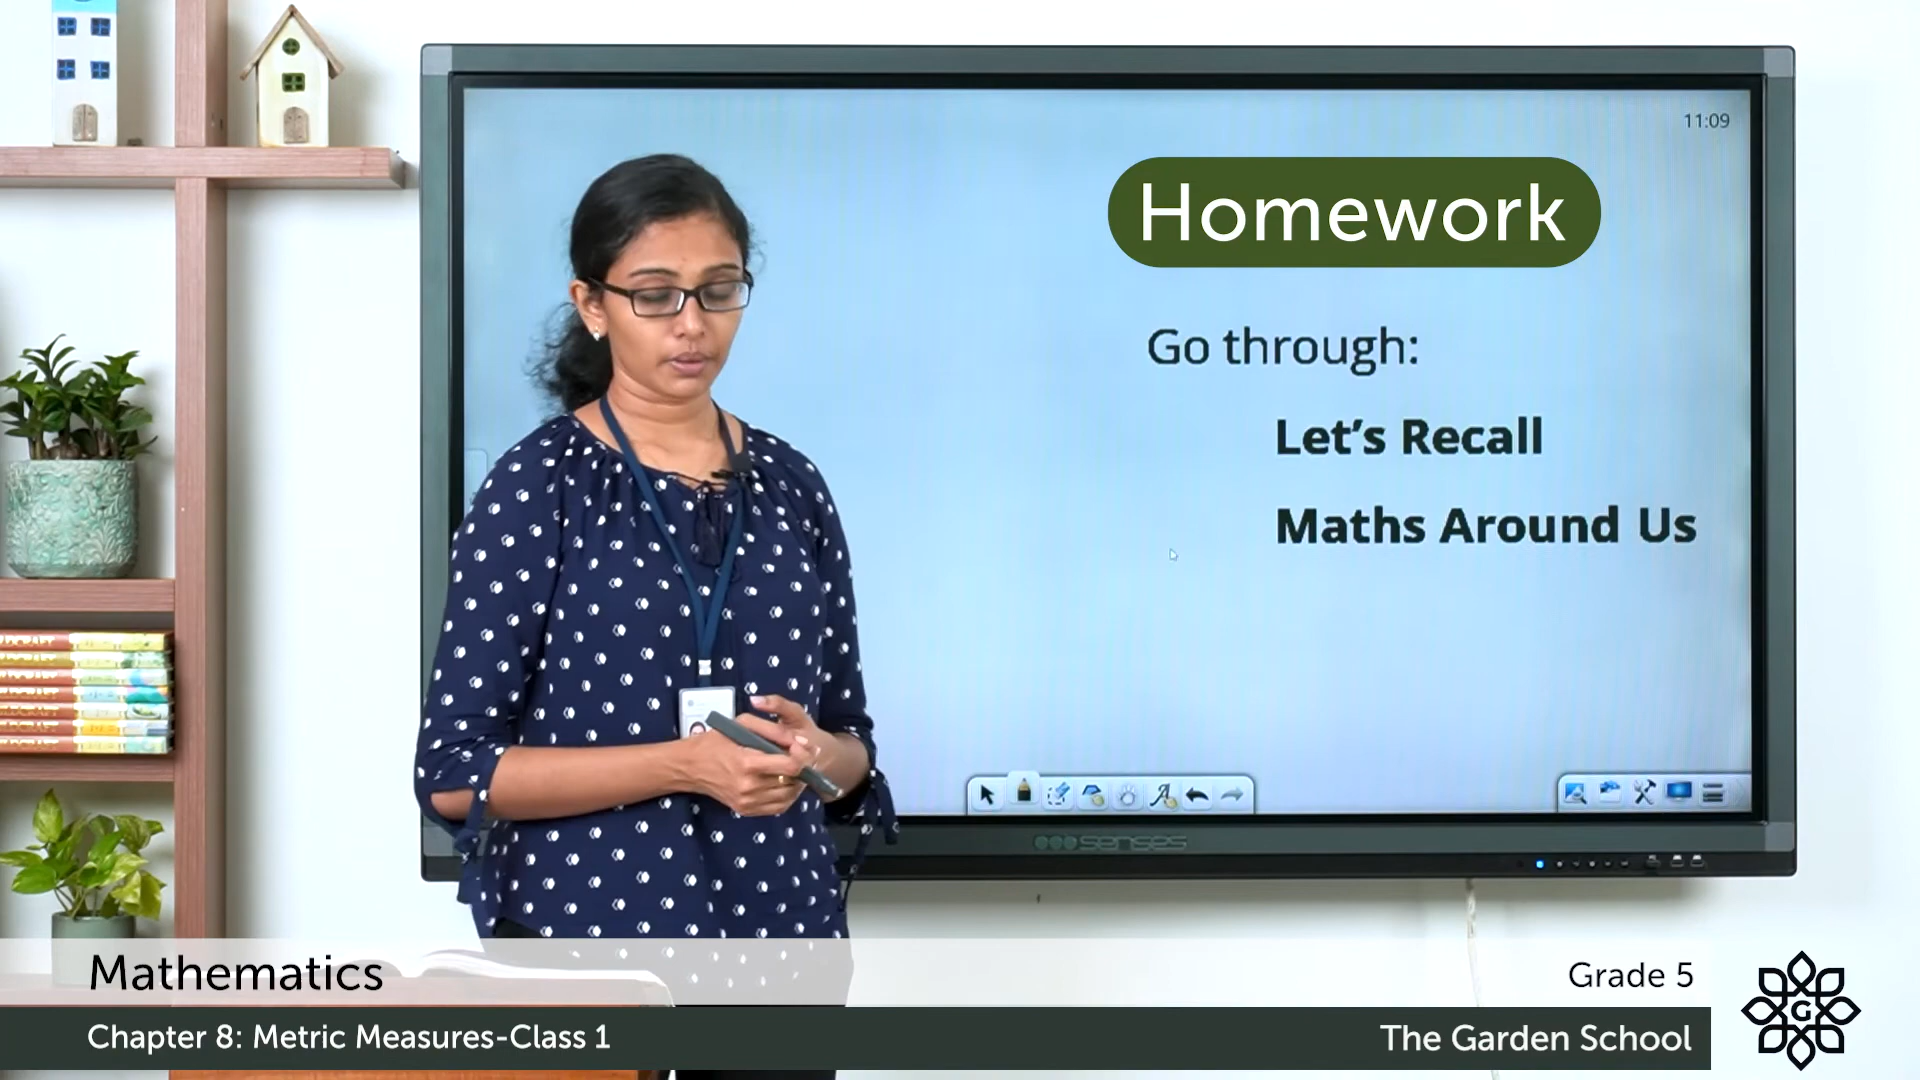 11:09
Homework
Go through:
Let's Recall
Maths Around Us
senses
Mathematics
Grade 5
Chapter 8: Metric Measures-Class 1
The Garden School
G